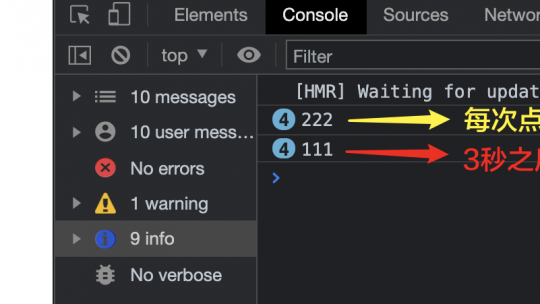 Elements Console Sources Networ
top Filter
[HMR] Waiting for updat
10 messages
4 222 每次点
10 user mess...
4 111 3秒之后
No errors
1 warning
9 info
No verbose